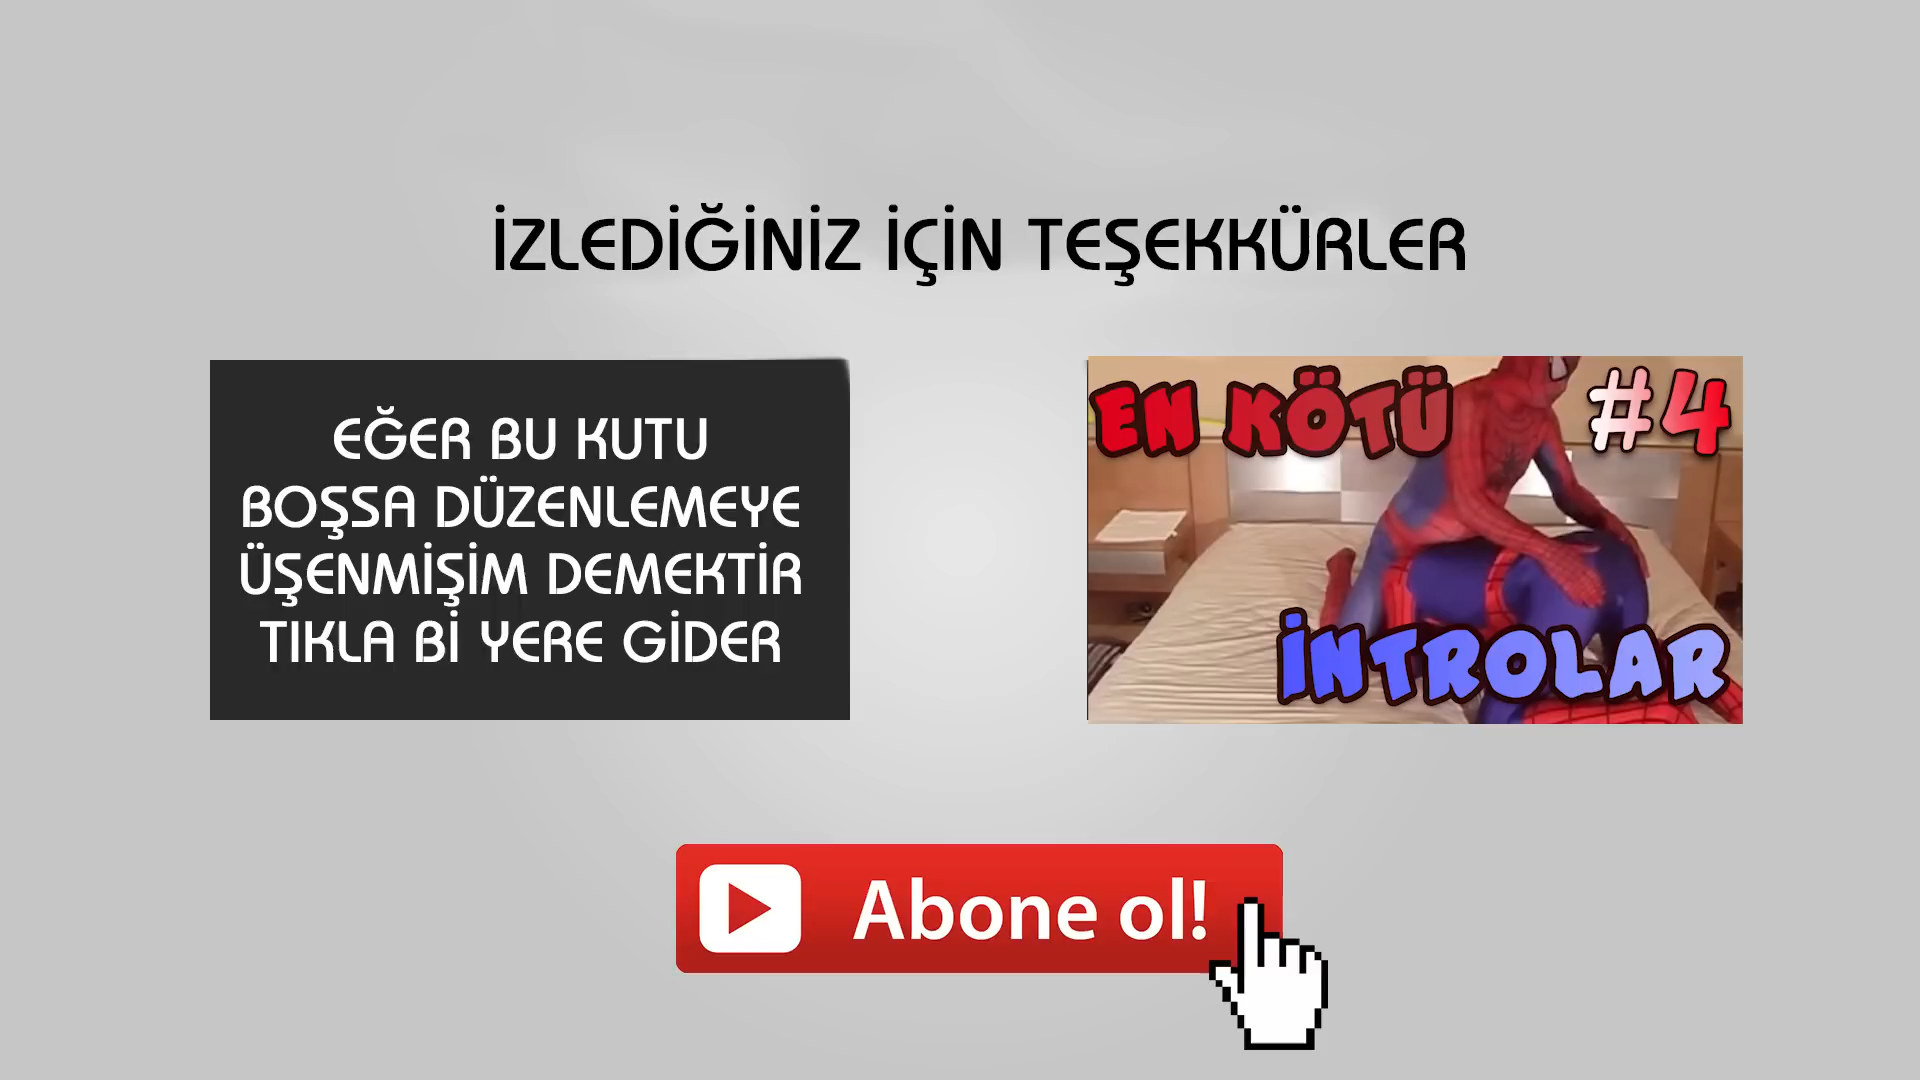 İZLEDİĞİNİZ İÇİN TEŞEKKÜRLER
EĞER BU KUTU
BOŞSA DÜZENLEMEYE
ÜŞENMİŞİM DEMEKTİR
TIKLA Bİ YERE GİDER
EN KÖTÜ #4
İNTROLAR
Abone ol!